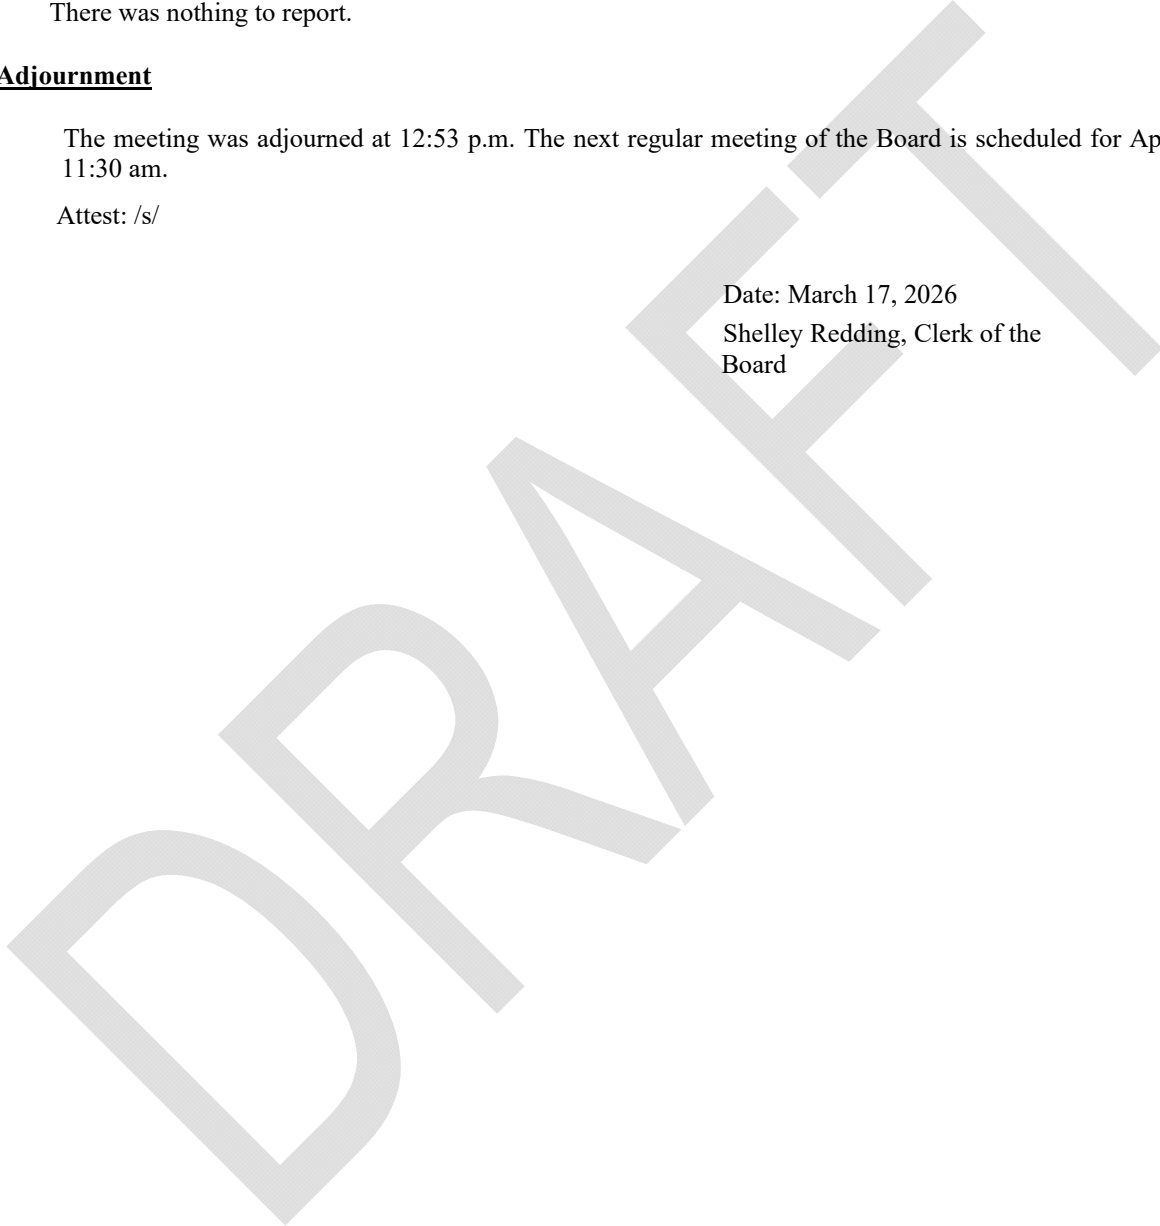 There was nothing to report.
Adjournment
The meeting was adjourned at 12:53 p.m. The next regular meeting of the Board is scheduled for Ap
11:30 am.
Attest: /s/
Date: March 17, 2026
Shelley Redding, Clerk of the
Board
DRAFT